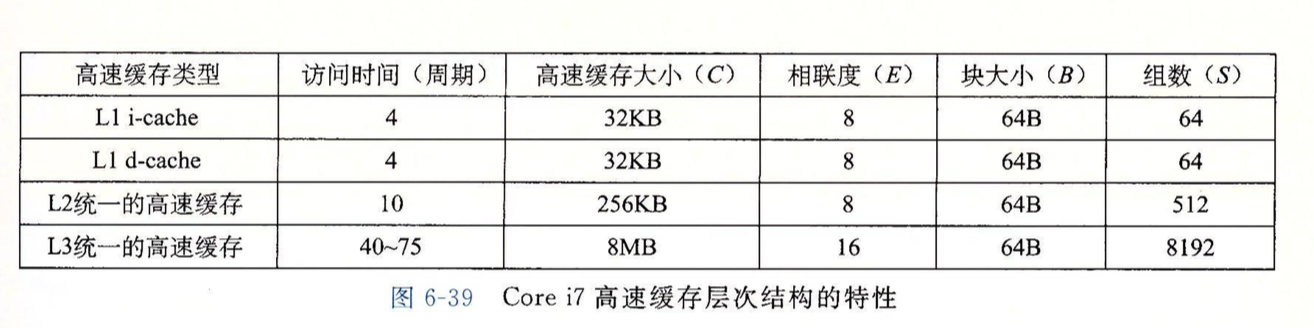 高速缓存类型 访问时间（周期） 高速缓存大小（C） 相联度（E） 块大小（B） 组数（S）
L1 i-cache 4 32KB 8 64B 64
L1 d-cache 4 32KB 8 64B 64
L2统一的高速缓存 10 256KB 8 64B 512
L3统一的高速缓存 40~75 8MB 16 64B 8192
图 6-39 Core i7 高速缓存层次结构的特性